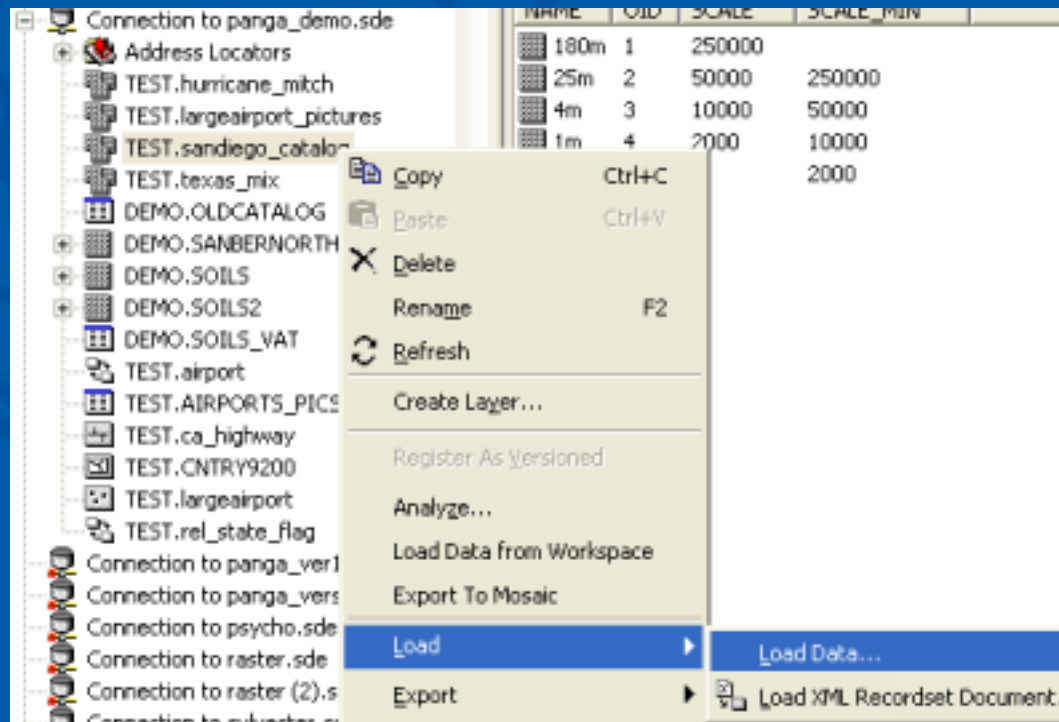 Connection to panga_demo.sde
Address Locators
TEST.hurricane_mitch
TEST.largeairport_pictures
TEST.sandiego_catalog
TEST.texas_mix
DEMO.OLDCATALOG
DEMO.SANBERNORTH
DEMO.SOILS
DEMO.SOILS2
DEMO.SOILS_VAT
TEST.airport
TEST.AIRPORTS_PICS
TEST.ca_highway
TEST.CNTRY9200
TEST.largeairport
TEST.rel_state_flag
Connection to panga_ver1
Connection to panga_vers
Connection to psycho.sde
Connection to raster.sde
Connection to raster (2).s
Connection to
NAME OID SCALE SCALE_MIN
180m 1 250000
25m 2 50000 250000
4m 3 10000 50000
1m 4 2000 10000
2000
Copy Ctrl+C
Paste Ctrl+V
Delete
Rename F2
Refresh
Create Layer...
Register As Versioned
Analyze...
Load Data from Workspace
Export To Mosaic
Load
Export
Load Data...
Load XML Recordset Document